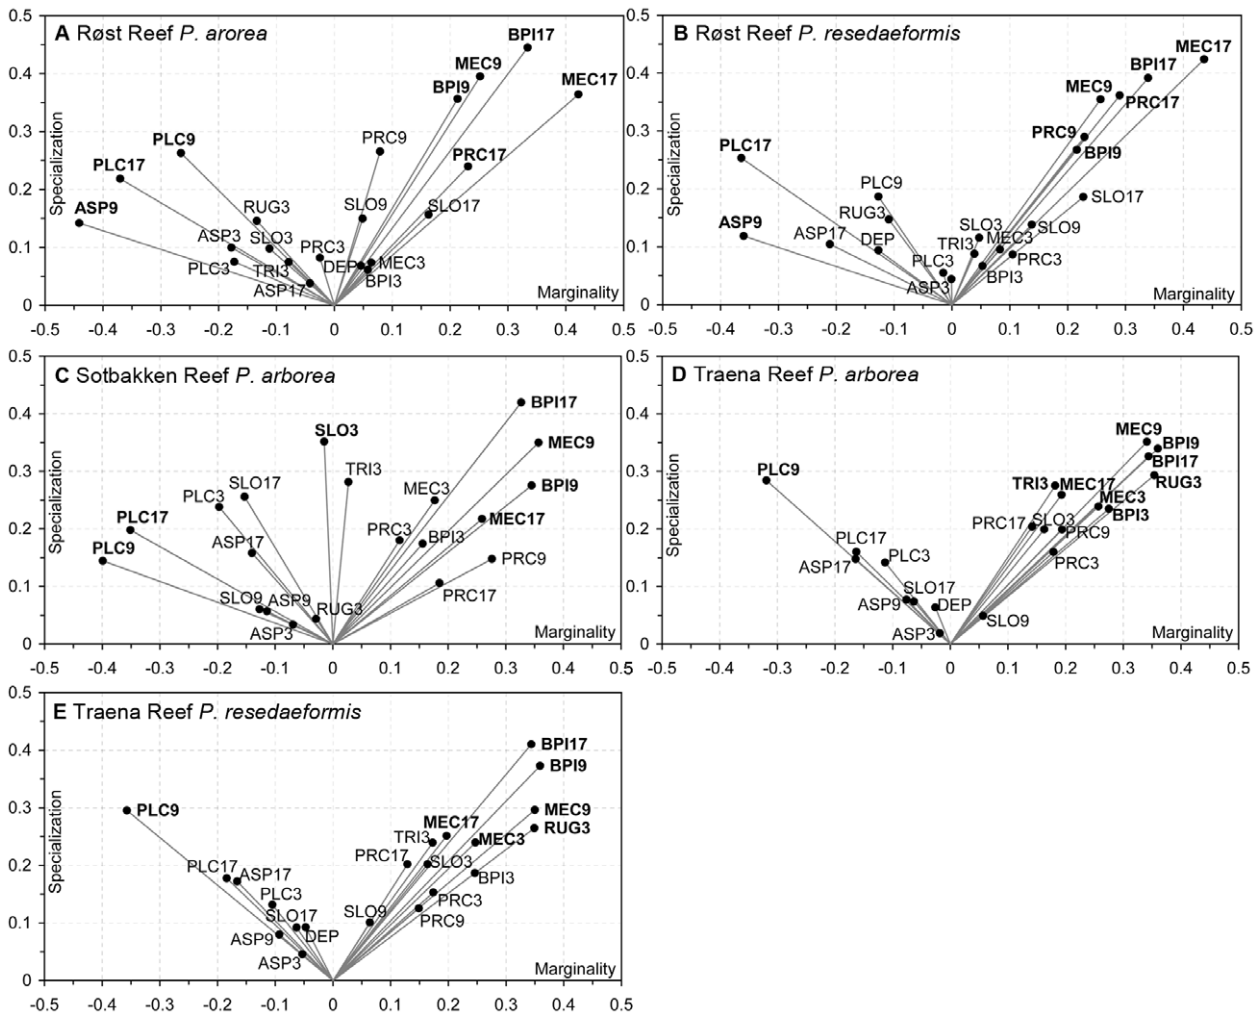 A Røst Reef P. arorea
Specialization
Marginality
0.5
0.4
0.3
0.2
0.1
0
-0.5 -0.4 -0.3 -0.2 -0.1 0 0.1 0.2 0.3 0.4 0.5
BPI17
MEC9
MEC17
BPI9
PRC9
PLC9
PRC17
PLC17
ASP9
RUG3
SLO9
SLO17
ASP3
SLO3
PRC3
PLC3
TRI3
DEP
MEC3
ASP17
BPI3
B Røst Reef P. resedaeformis
Specialization
Marginality
0.5
0.4
0.3
0.2
0.1
0
-0.5 -0.4 -0.3 -0.2 -0.1 0 0.1 0.2 0.3 0.4 0.5
MEC17
BPI17
MEC9
PRC17
PRC9
BPI9
PLC17
PLC9
SLO17
RUG3
ASP9
ASP17
DEP
SLO3
SLO9
TRI3
MEC3
PLC3
PRC3
ASP3
BPI3
C Sotbakken Reef P. arborea
Specialization
Marginality
0.5
0.4
0.3
0.2
0.1
0
-0.5 -0.4 -0.3 -0.2 -0.1 0 0.1 0.2 0.3 0.4 0.5
BPI17
SLO3
MEC9
TRI3
SLO17
BPI9
PLC3
MEC3
PLC17
MEC17
PRC3
BPI3
ASP17
PLC9
PRC9
SLO9
ASP9
RUG3
PRC17
ASP3
D Traena Reef P. arborea
Specialization
Marginality
0.5
0.4
0.3
0.2
0.1
0
-0.5 -0.4 -0.3 -0.2 -0.1 0 0.1 0.2 0.3 0.4 0.5
MEC9
BPI9
BPI17
PLC9
RUG3
TRI3
MEC17
MEC3
BPI3
PRC17
SLO3
PRC9
PLC17
ASP17
PLC3
PRC3
SLO17
ASP9
DEP
SLO9
ASP3
E Traena Reef P. resedaeformis
Specialization
Marginality
0.5
0.4
0.3
0.2
0.1
0
-0.5 -0.4 -0.3 -0.2 -0.1 0 0.1 0.2 0.3 0.4 0.5
BPI17
BPI9
PLC9
MEC9
MEC17
RUG3
TRI3
MEC3
PRC17
SLO3
PLC17
ASP17
BPI3
PLC3
PRC3
SLO17
SLO9
PRC9
ASP9
DEP
ASP3